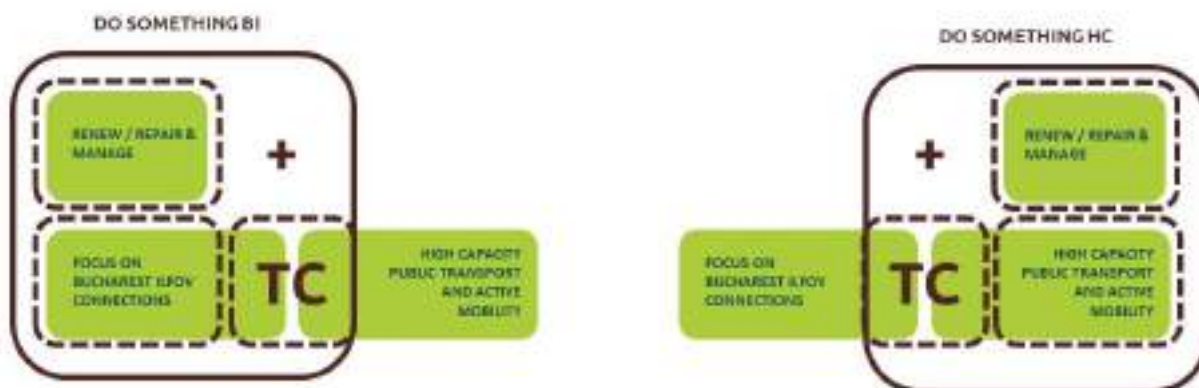 DO SOMETHING BI
RENEW / REPAIR &
MANAGE
+
FOCUS ON
BUCHAREST ILFOV
CONNECTIONS
TC
HIGH CAPACITY
PUBLIC TRANSPORT
AND ACTIVE
MOBILITY
DO SOMETHING HC
+
RENEW / REPAIR &
MANAGE
FOCUS ON
BUCHAREST ILFOV
CONNECTIONS
TC
HIGH CAPACITY
PUBLIC TRANSPORT
AND ACTIVE
MOBILITY